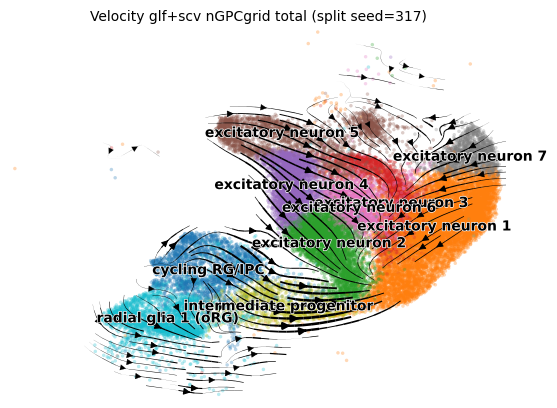 Velocity glf+scv nGPCgrid total (split seed=317)
excitatory neuron 5
excitatory neuron 7
excitatory neuron 4
excitatory neuron 3
excitatory neuron 6
excitatory neuron 1
excitatory neuron 2
cycling RG/IPC
intermediate progenitor
radial glia 1 (oRG)